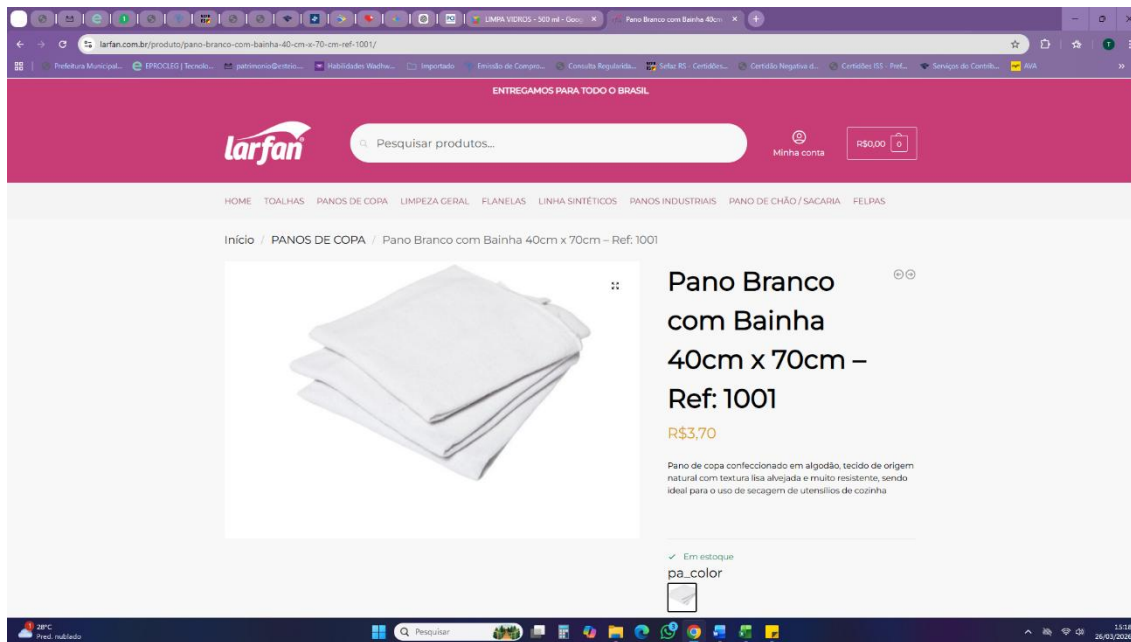 LIMPA VIDROS - 500 ml - Goo
Pano Branco com Bainha 40cm
larfan.com.br/produto/pano-branco-com-bainha-40-cm-x-70-cm-ref-1001/
Prefeitura Municipal... EPROCLEG | Tecnolo... patrimonio@esteio... Habilidades Wadhw... Importado Emissão de Compro... Consulta Regularida... Sefaz RS - Certidões... Certidão Negativa d... Certidões ISS - Pref... Serviços do Contrib... AVA
ENTREGAMOS PARA TODO O BRASIL
larfan
Pesquisar produtos...
Minha conta
R$0,00 0
HOME TOALHAS PANOS DE COPA LIMPEZA GERAL FLANELAS LINHA SINTÉTICOS PANOS INDUSTRIAIS PANO DE CHÃO / SACARIA FELPAS
Início / PANOS DE COPA / Pano Branco com Bainha 40cm x 70cm – Ref: 1001
Pano Branco
com Bainha
40cm x 70cm –
Ref: 1001
R$3,70
Pano de copa confeccionado em algodão, tecido de origem
natural com textura lisa alvejada e muito resistente, sendo
ideal para o uso de secagem de utensílios de cozinha
Em estoque
pa_color
28°C
Pred. nublado
Pesquisar
15:18
26/03/2026